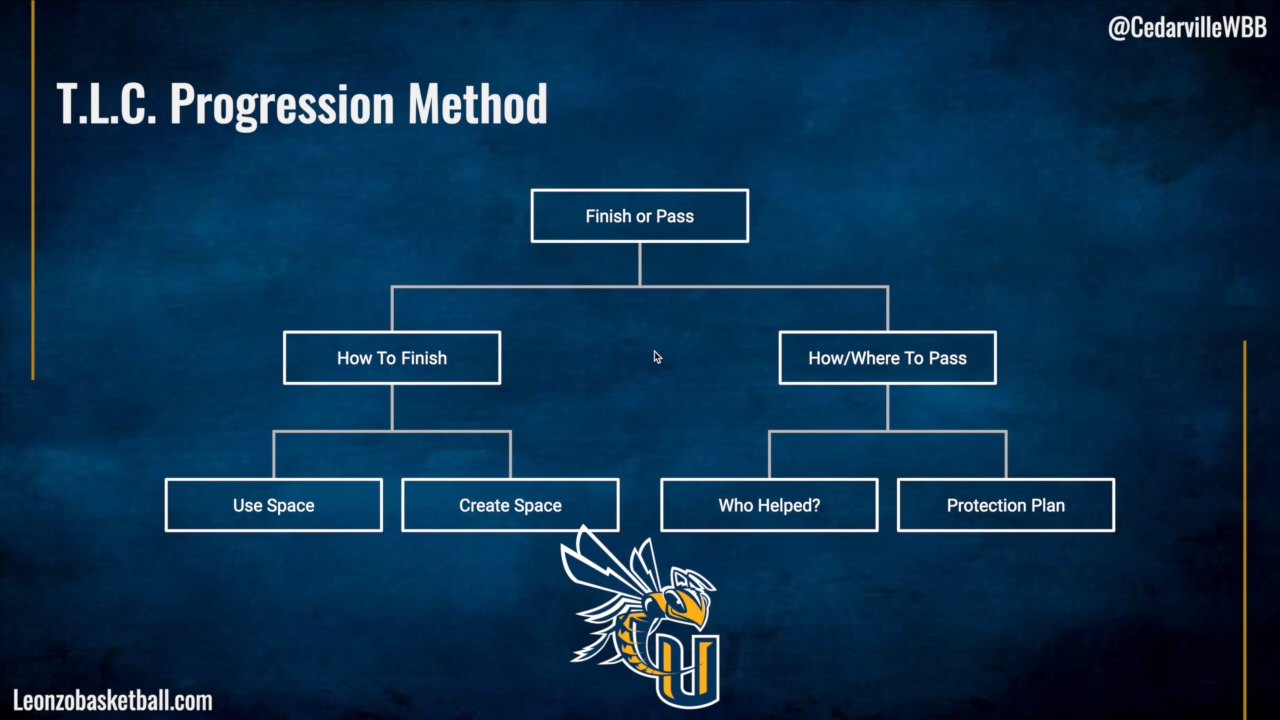 @CedarvilleWBB
T.L.C. Progression Method
Finish or Pass
How To Finish
How/Where To Pass
Use Space
Create Space
Who Helped?
Protection Plan
U
Leonzobasketball.com